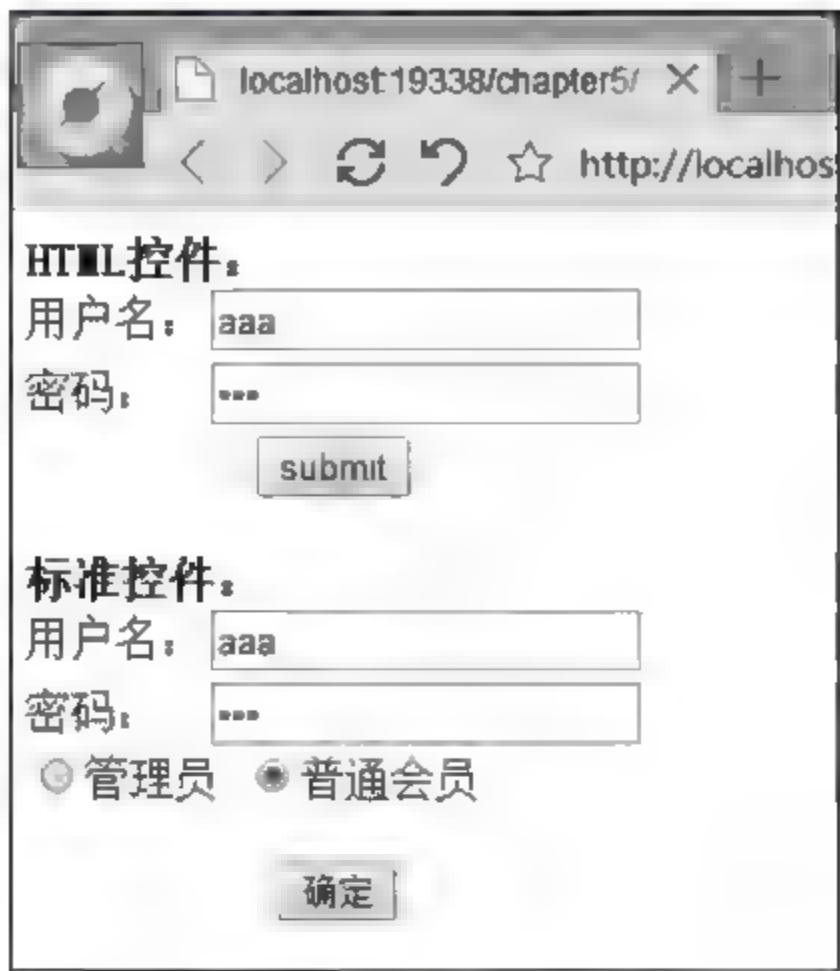 localhost:19338/chapter5/
http://localhos
HTML控件：
用户名： aaa
密码：
submit
标准控件：
用户名： aaa
密码：
管理员 普通会员
确定